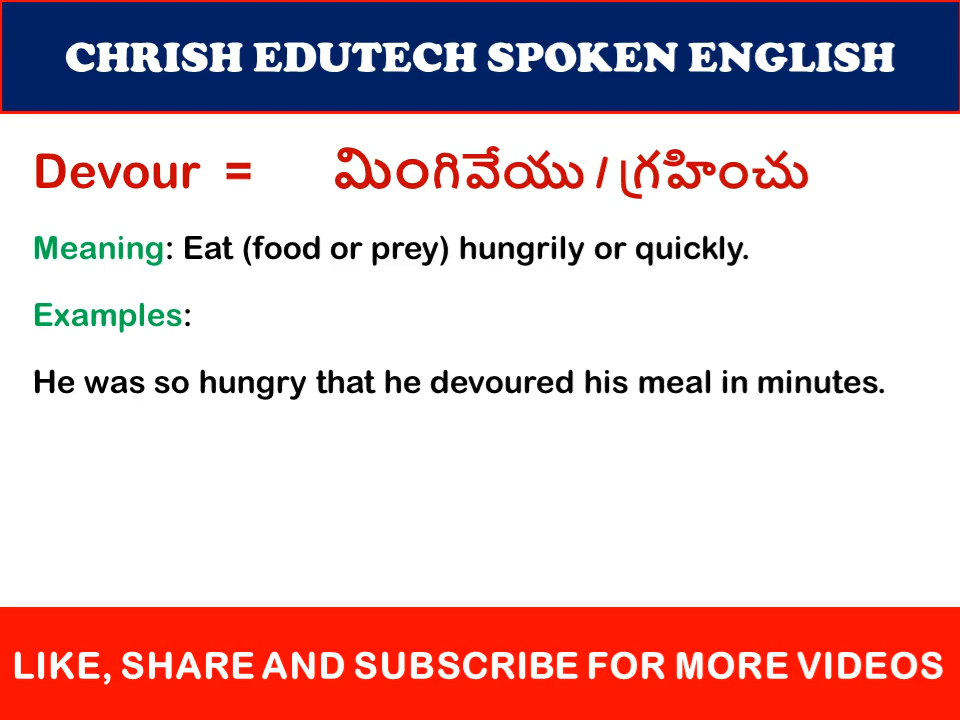 CHRISH EDUTECH SPOKEN ENGLISH
Devour = మింగివేయు / గ్రహించు
Meaning: Eat (food or prey) hungrily or quickly.
Examples:
He was so hungry that he devoured his meal in minutes.
LIKE, SHARE AND SUBSCRIBE FOR MORE VIDEOS